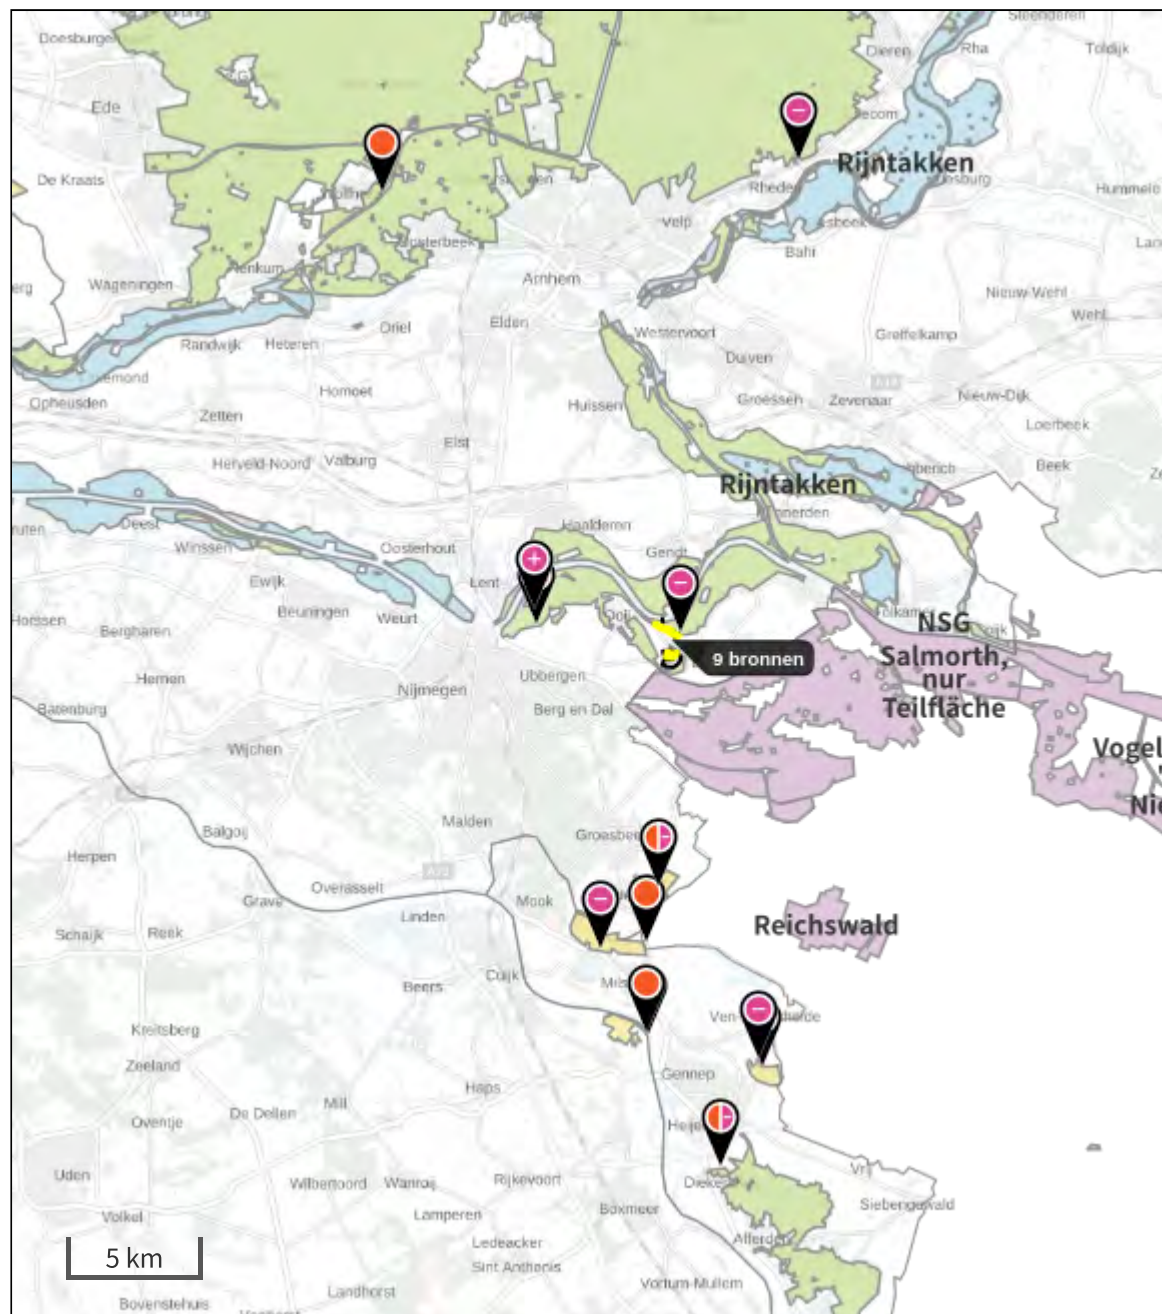 Steenderen
Doesburger
Dieren
Rha
Toldijk
Ede
De Kraats
Rijntakken
Rheden
Hummelo
Velp
Oosterbeek
Wageningen
Arnhem
Nieuw-Wehl
Wehl
Driel
Elden
Westervoort
Greffelkamp
Randwijk
Heteren
Duiven
Homoet
Opheusden
Zetten
Huissen
Groessen
Zevenaar
Nieuw-Dijk
Loerbeek
Elst
Herveld-Noord
Valburg
Beek
Rijntakken
Deest
Haalderen
Winssen
Oosterhout
Gendt
Ewijk
Lent
Beuningen
Weurt
Ooij
Horssen
Bergharen
NSG
Salmorth,
nur
Teilfläche
9 bronnen
Hernen
Ubbergen
Nijmegen
Batenburg
Berg en Dal
Wijchen
Vogel
Nie
Malden
Balgoij
Herpen
Overasselt
Grave
Linden
Mook
Reichswald
Schaijk
Reek
Cuijk
Beers
Kreitsberg
Zeeland
Gennep
Haps
Mill
De Dellen
Oventje
Uden
Wilbertoord
Wanroij
Rijkevoort
Siebengewald
Volkel
Lamperen
Boxmeer
Ledeacker
Afferden
5 km
Sint Anthonis
Vortum-Mullem
Landhorst
Bovenstehuis